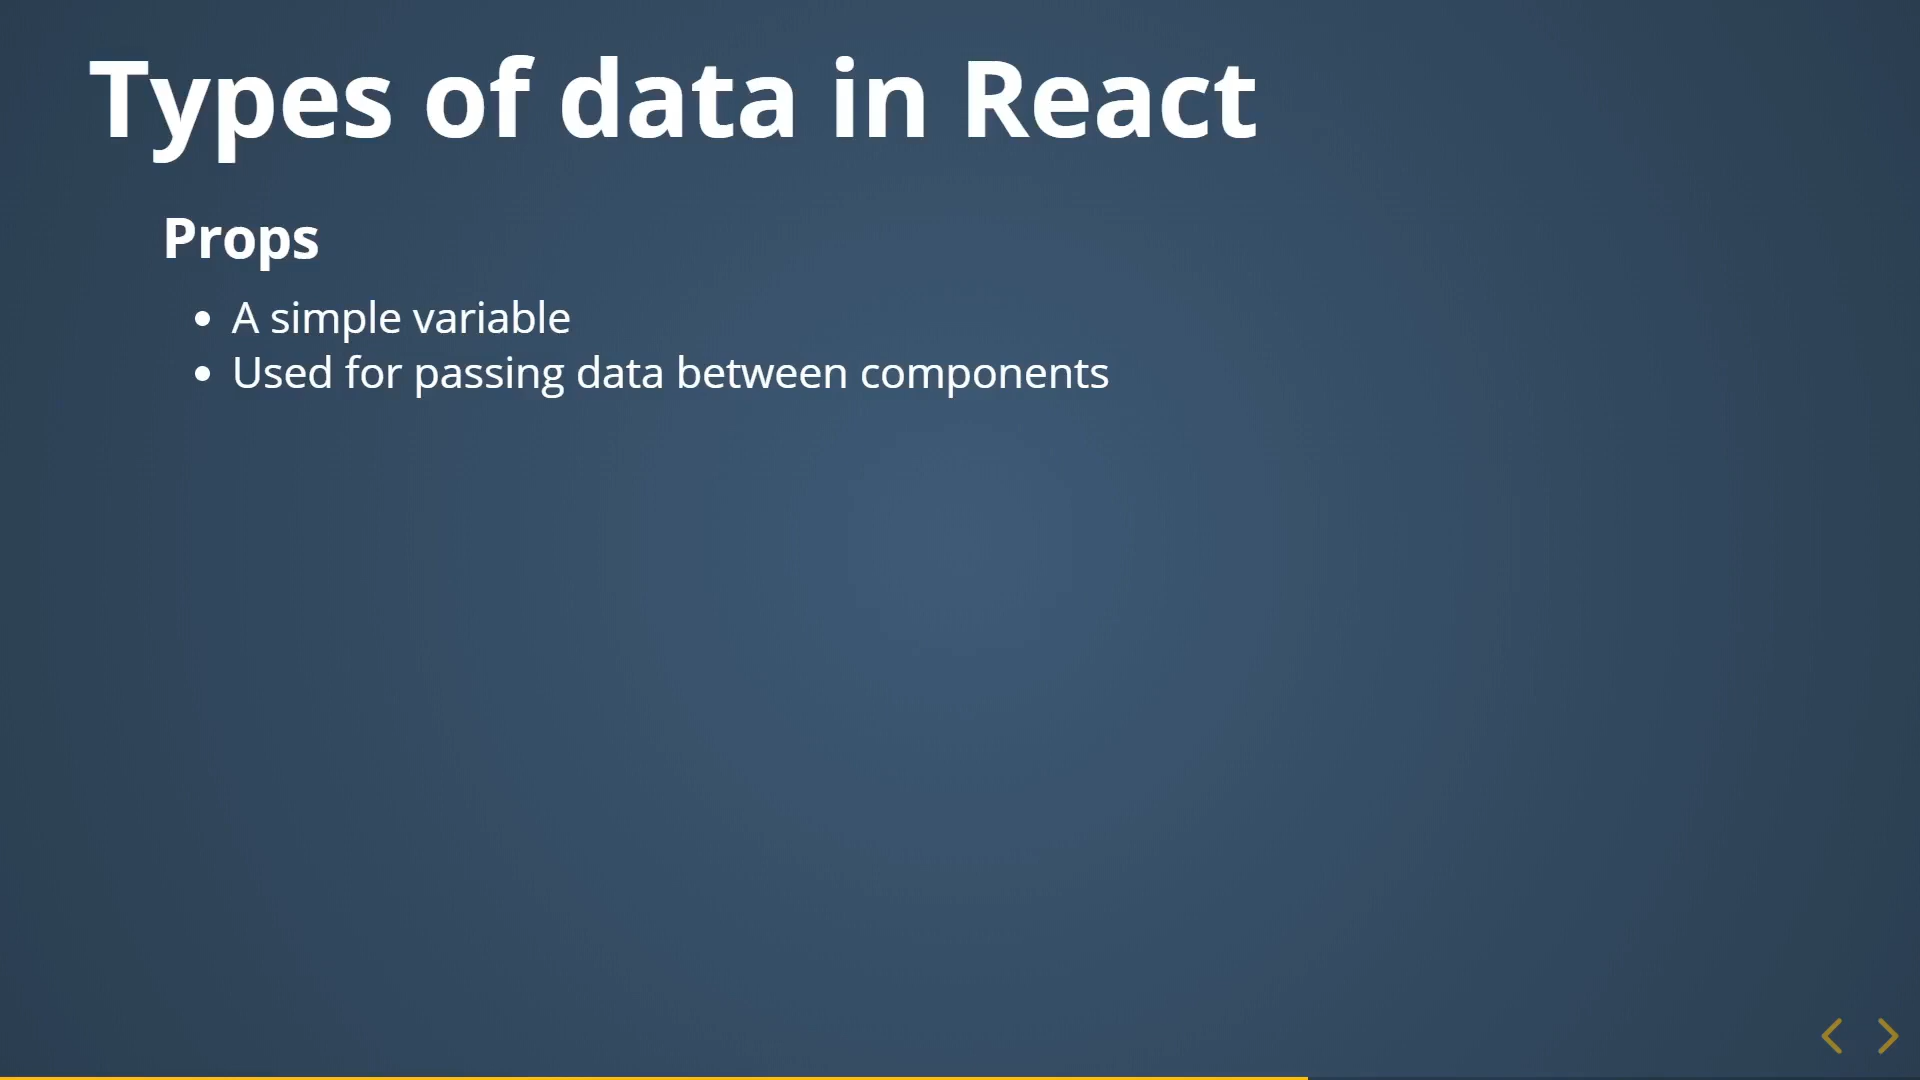 Types of data in React
Props
• A simple variable
• Used for passing data between components